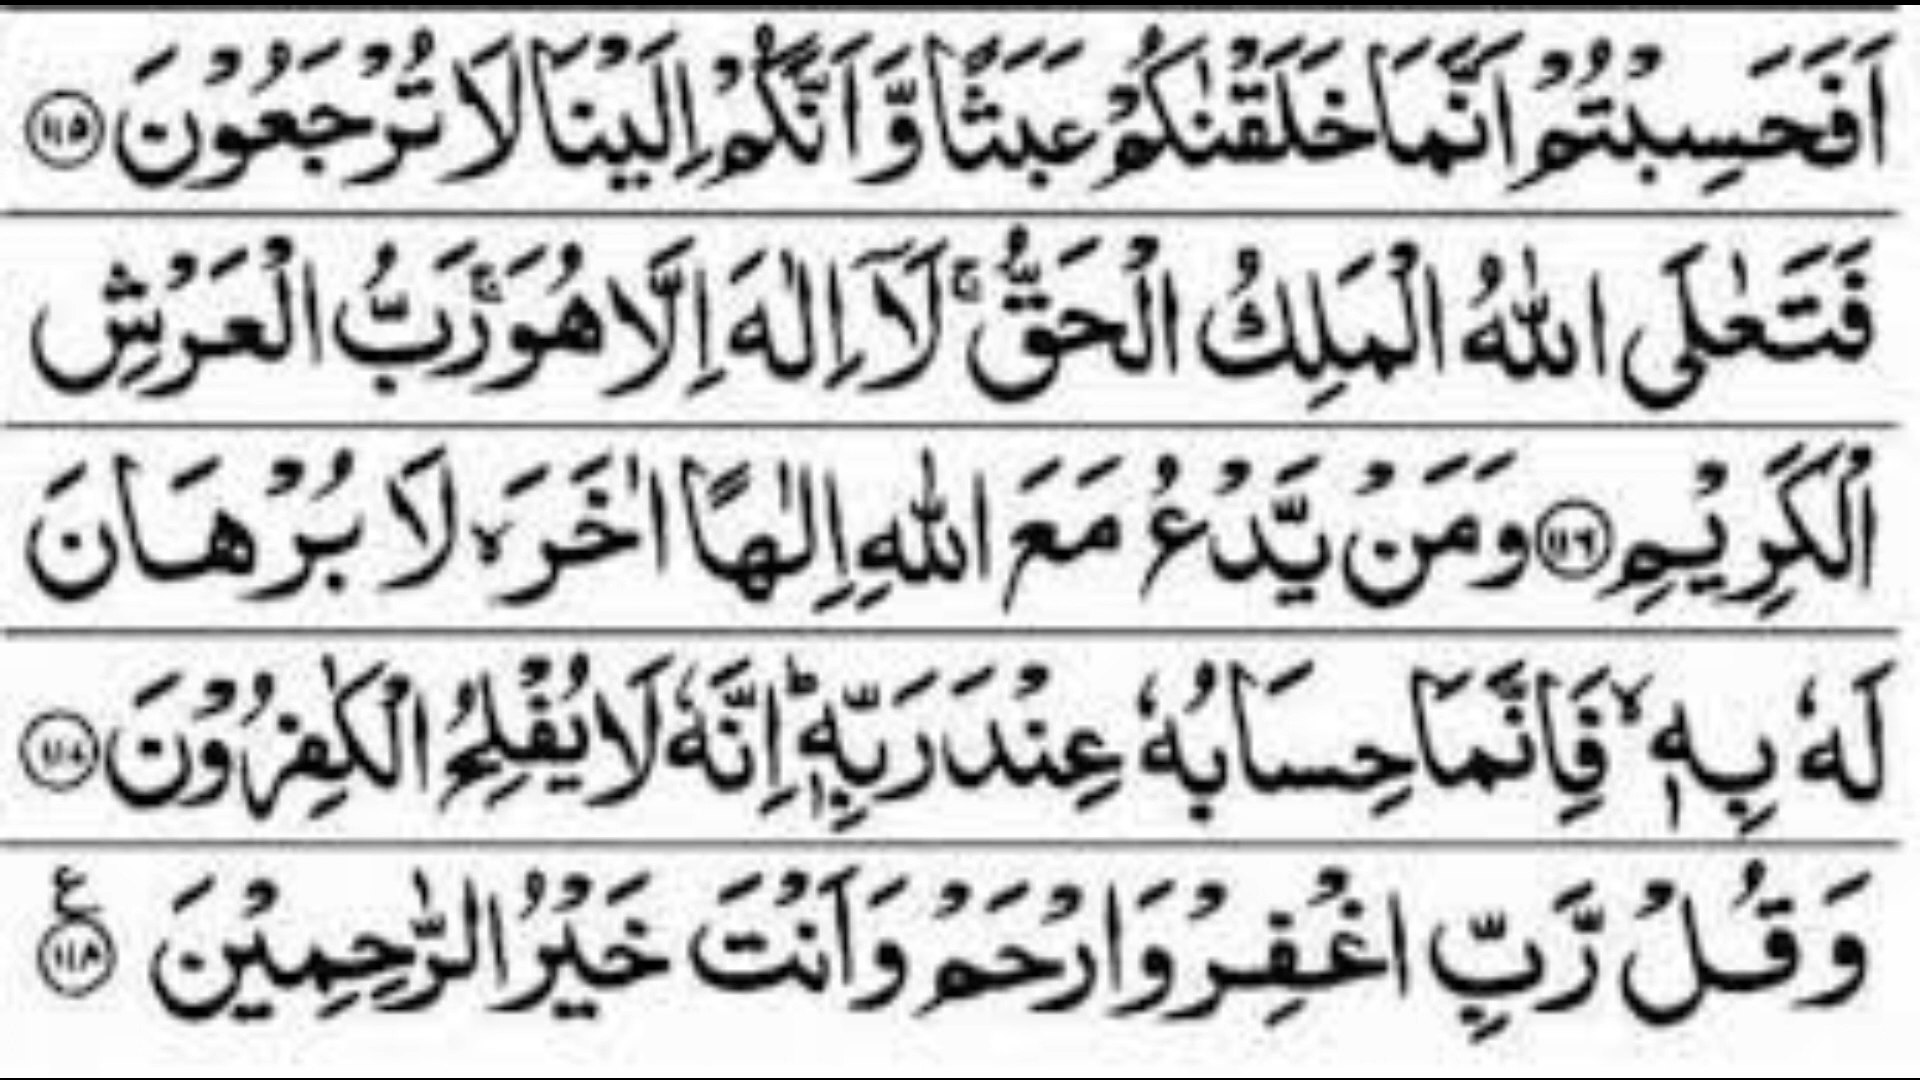 اَفَحَسِبْتُمْ اَنَّمَا خَلَقْنٰكُمْ عَبَثًا وَّ اَنَّكُمْ اِلَيْنَا لَا تُرْجَعُوْنَ ۝١١٥
فَتَعٰلَى اللّٰهُ الْمَلِكُ الْحَقُّ ۚ لَاۤ اِلٰهَ اِلَّا هُوَ ۚ رَبُّ الْعَرْشِ
الْكَرِيْمِ ۝١١٦ وَمَنْ يَّدْعُ مَعَ اللّٰهِ اِلٰهًا اٰخَرَ ۙ لَا بُرْهَانَ
لَهٗ بِهٖ ۙ فَاِنَّمَا حِسَابُهٗ عِنْدَ رَبِّهٖ ؕ اِنَّهٗ لَا يُفْلِحُ الْكٰفِرُوْنَ ۝١١٧
وَقُلْ رَّبِّ اغْفِرْ وَارْحَمْ وَاَنْتَ خَيْرُ الرّٰحِمِيْنَ ۝١١٨ ع